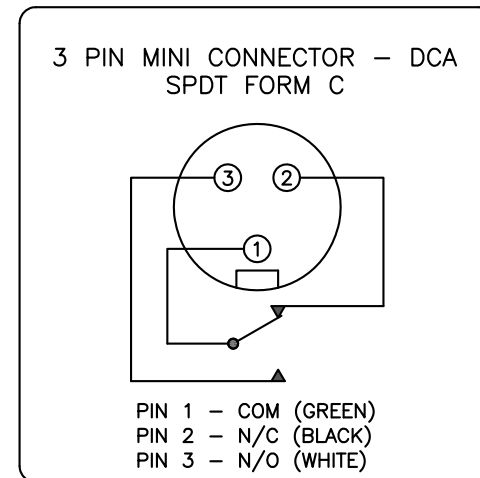 3 PIN MINI CONNECTOR – DCA
SPDT FORM C
3 2
1
PIN 1 – COM (GREEN)
PIN 2 – N/C (BLACK)
PIN 3 – N/O (WHITE)